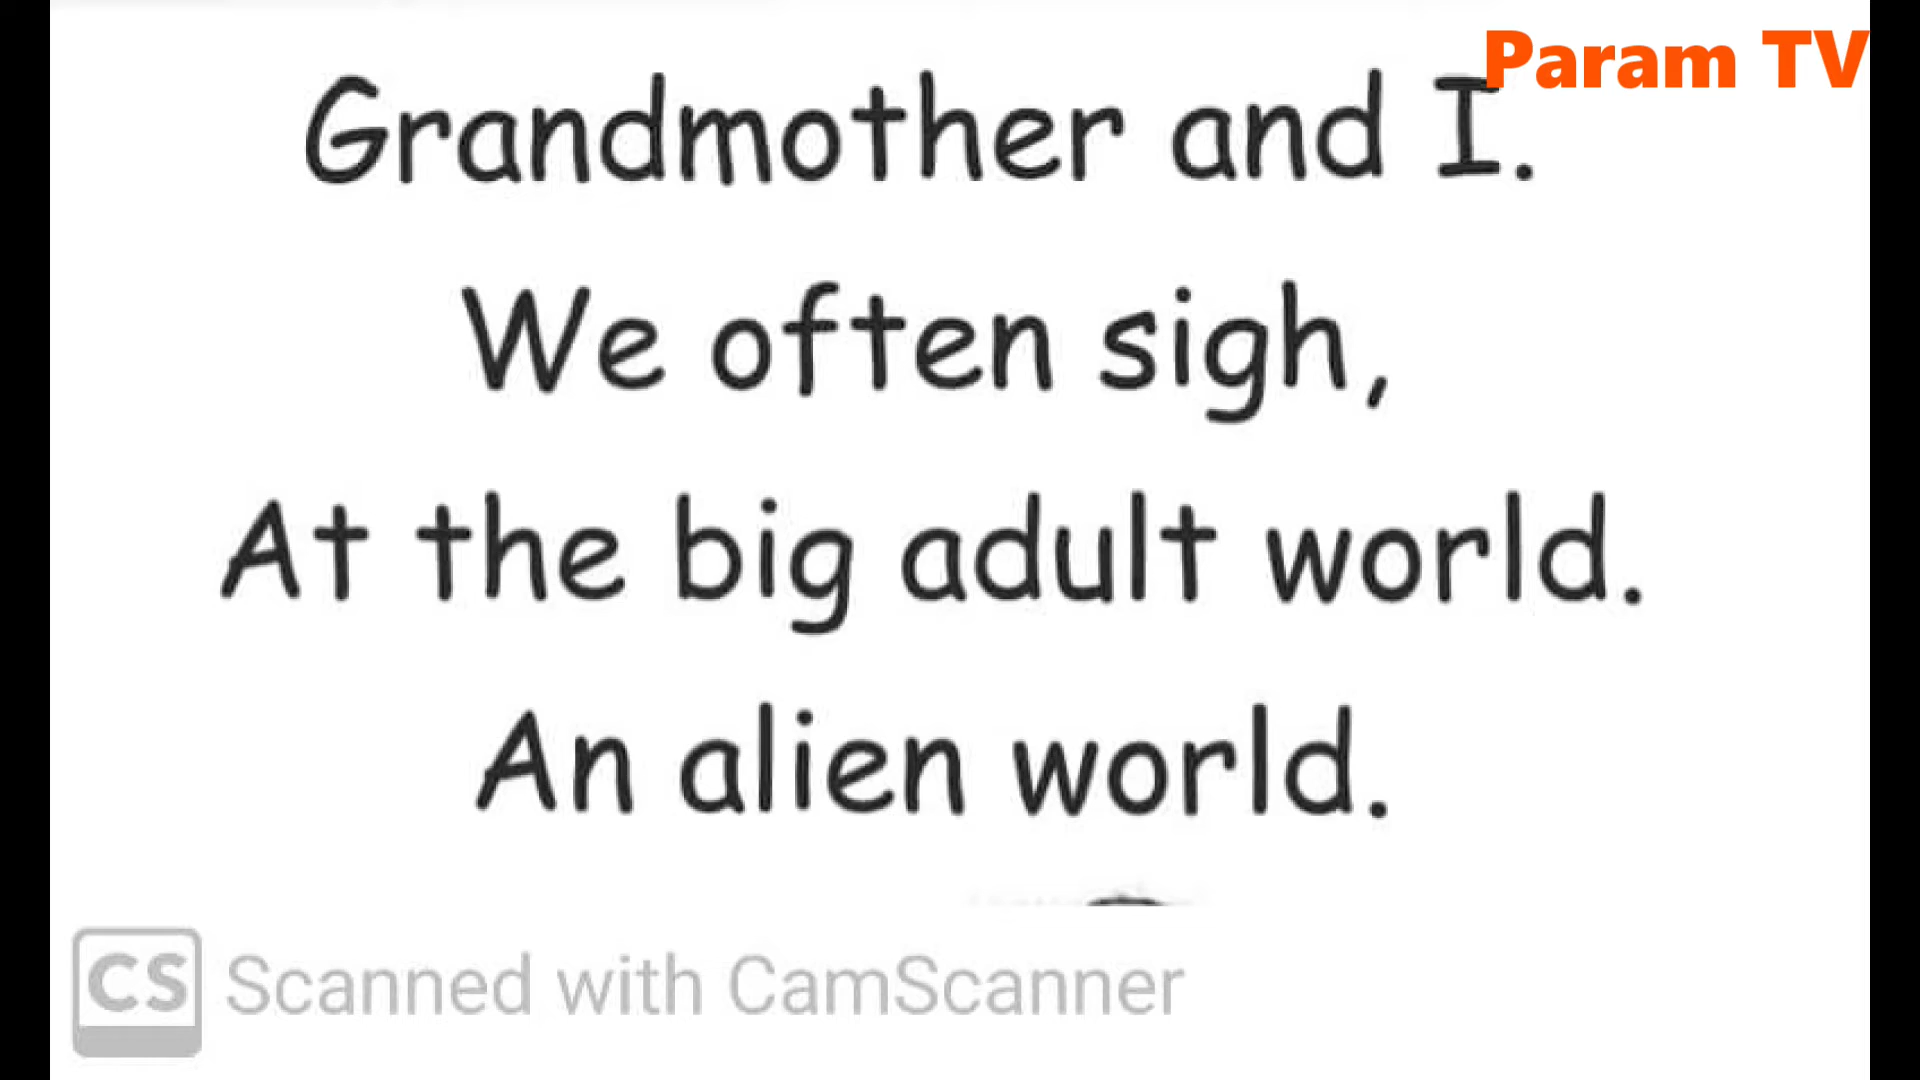 Param TV
Grandmother and I.
We often sigh,
At the big adult world.
An alien world.
CS Scanned with CamScanner